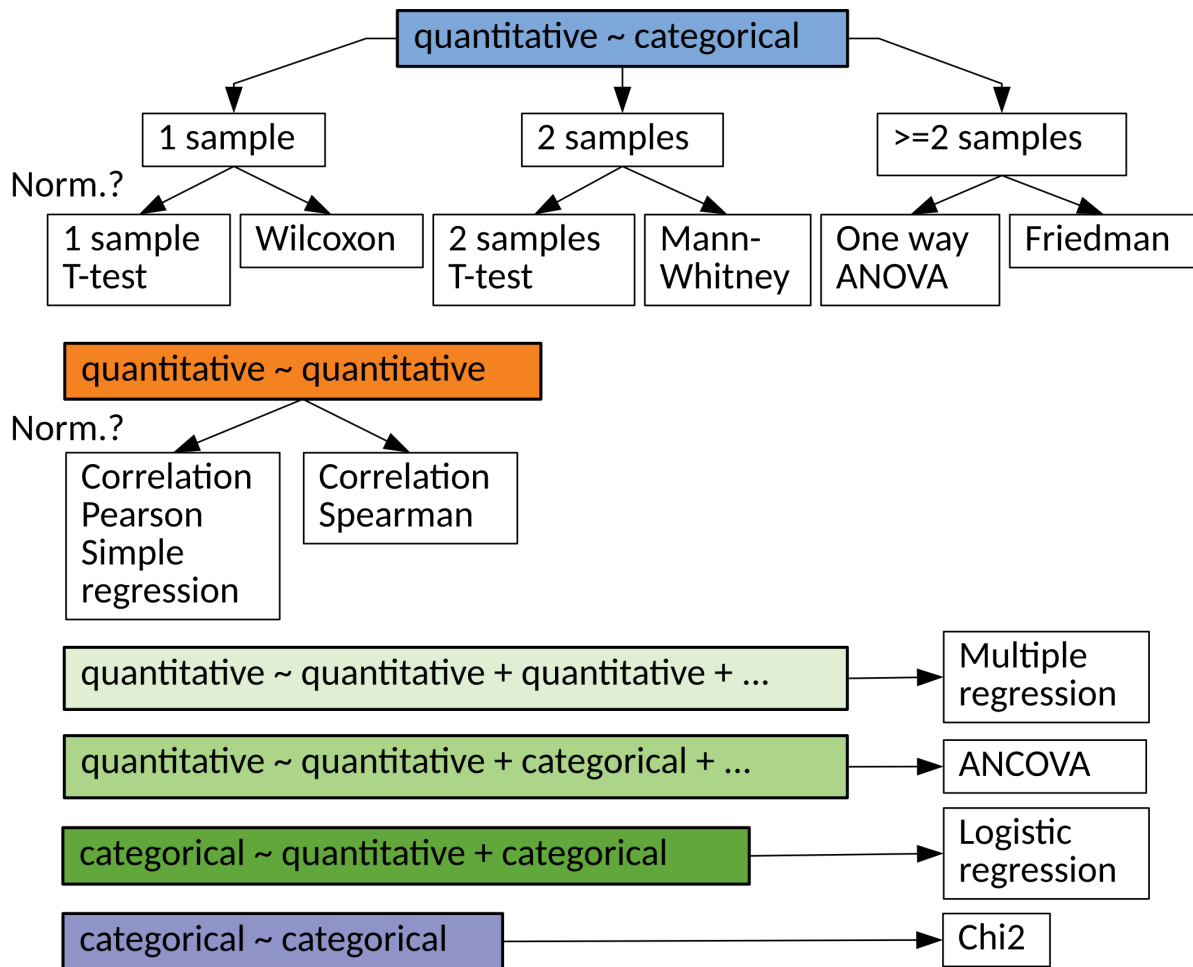 quantitative ~ categorical
1 sample
2 samples
>=2 samples
Norm.?
1 sample
T-test
Wilcoxon
2 samples
T-test
Mann-
Whitney
One way
ANOVA
Friedman
quantitative ~ quantitative
Norm.?
Correlation
Pearson
Simple
regression
Correlation
Spearman
quantitative ~ quantitative + quantitative + ...
Multiple
regression
quantitative ~ quantitative + categorical + ...
ANCOVA
categorical ~ quantitative + categorical
Logistic
regression
categorical ~ categorical
Chi2